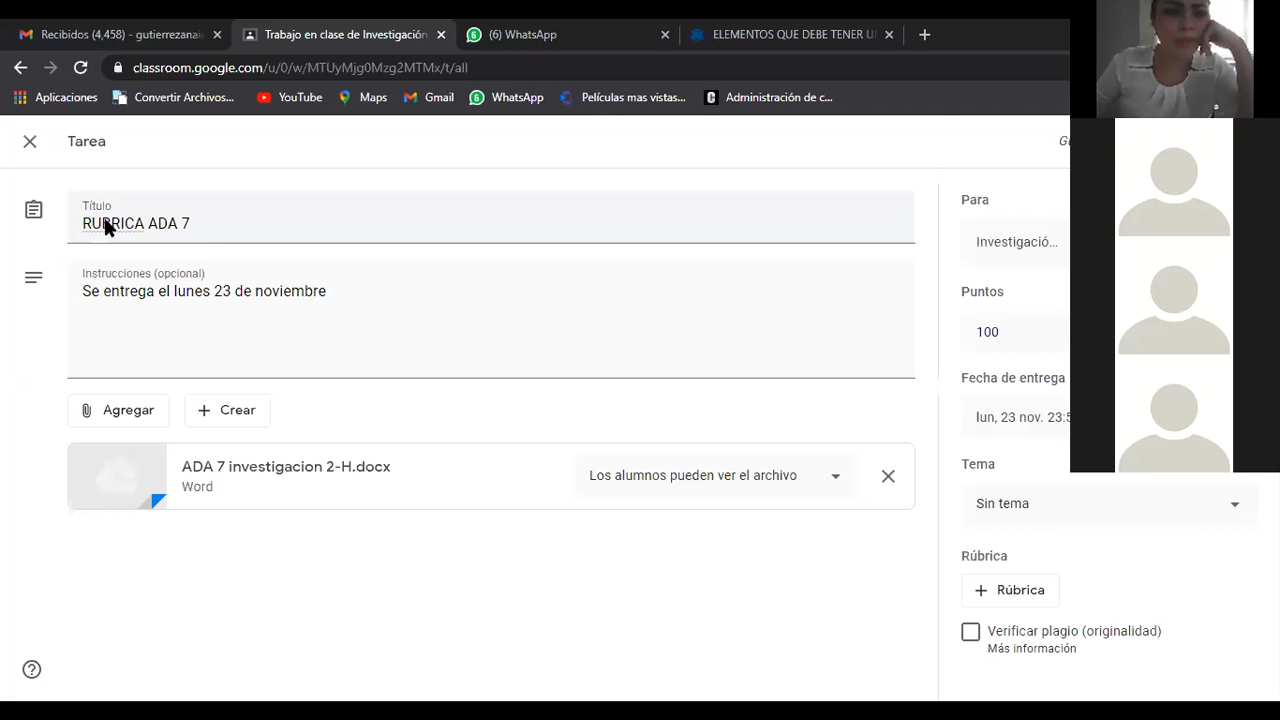 Recibidos (4,458) - gutierrezanai
Trabajo en clase de Investigación
(6) WhatsApp
ELEMENTOS QUE DEBE TENER U
classroom.google.com/u/0/w/MTUyMjg0Mzg2MTMx/t/all
Aplicaciones
Convertir Archivos...
YouTube
Maps
Gmail
WhatsApp
Películas mas vistas...
Administración de c...
Tarea
Título
RUBRICA ADA 7
Instrucciones (opcional)
Se entrega el lunes 23 de noviembre
Agregar
Crear
ADA 7 investigacion 2-H.docx
Word
Los alumnos pueden ver el archivo
Para
Investigació...
Puntos
100
Fecha de entrega
lun, 23 nov. 23:5
Tema
Sin tema
Rúbrica
+ Rúbrica
Verificar plagio (originalidad)
Más información